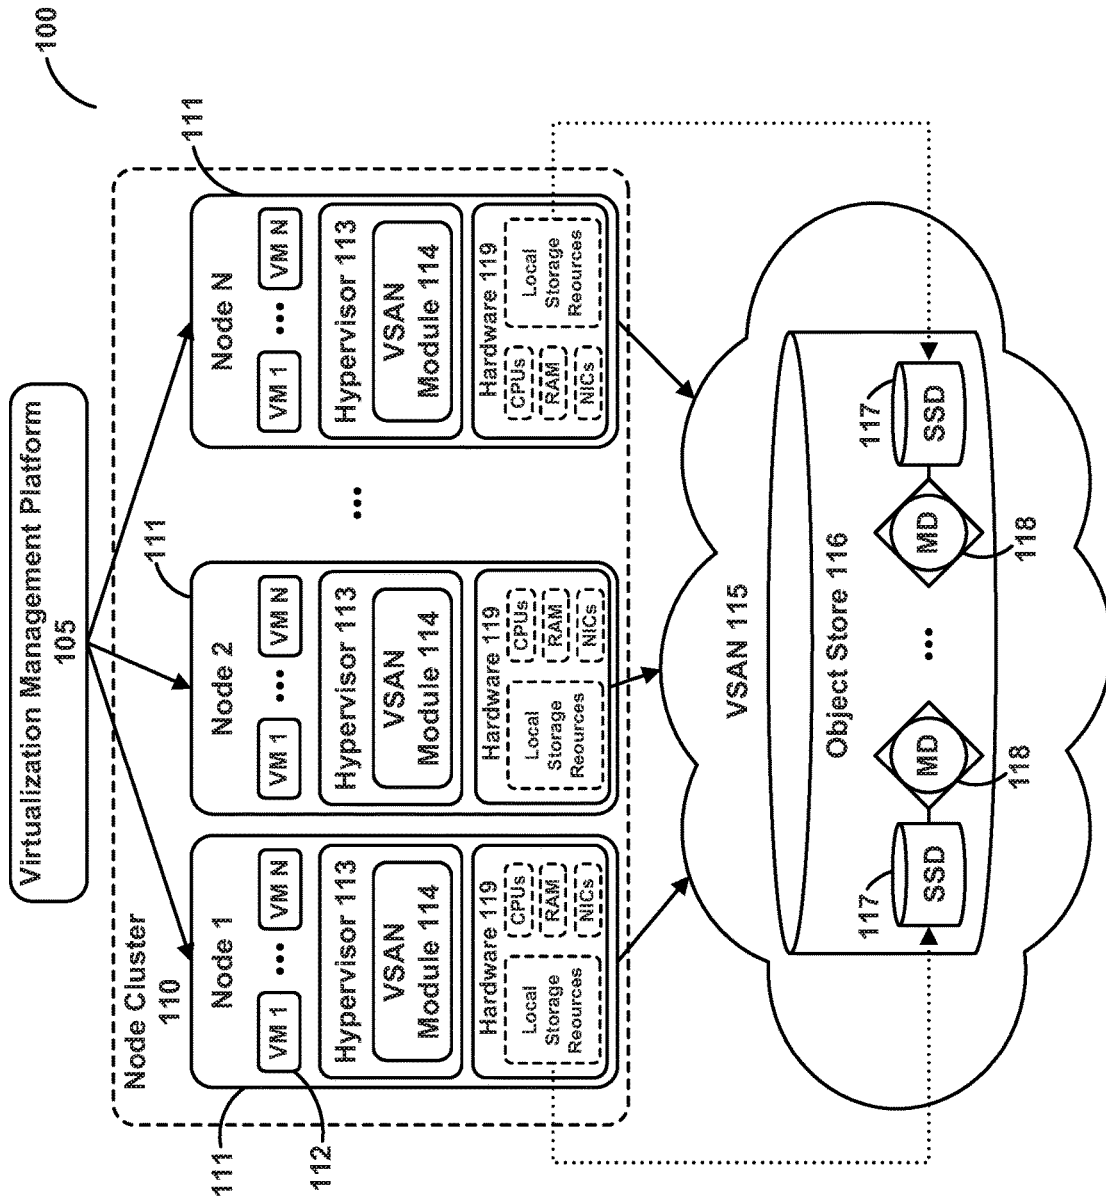 100
Virtualization Management Platform
105
Node Cluster
110
111
111
111
Node 1
VM 1
•••
VM N
112
Hypervisor 113
VSAN
Module 114
Hardware 119
Local
Storage
Reources
CPUs
RAM
NICs
Node 2
VM 1
•••
VM N
Hypervisor 113
VSAN
Module 114
Hardware 119
Local
Storage
Reources
CPUs
RAM
NICs
•••
Node N
VM 1
•••
VM N
Hypervisor 113
VSAN
Module 114
Hardware 119
CPUs
RAM
NICs
Local
Storage
Reources
VSAN 115
Object Store 116
117
SSD
MD
118
•••
MD
118
117
SSD